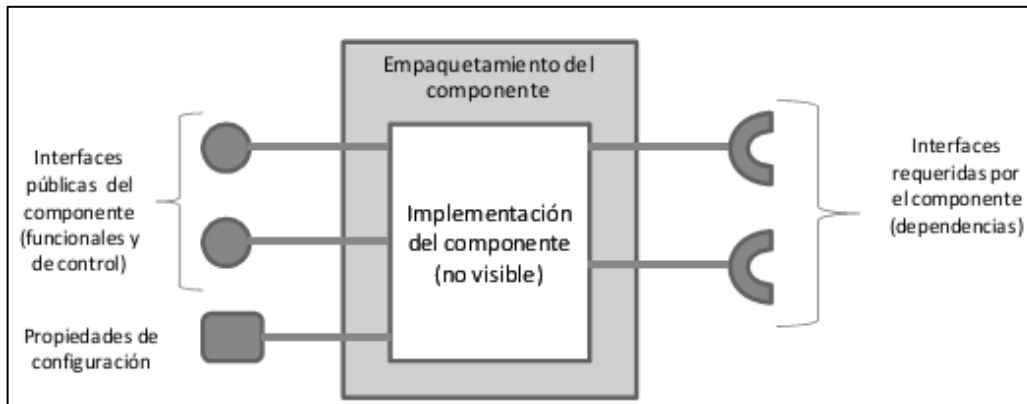 Empaquetamiento del
componente
Interfaces
públicas del
componente
(funcionales y
de control)
Implementación
del componente
(no visible)
Interfaces
requeridas por
el componente
(dependencias)
Propiedades de
configuración